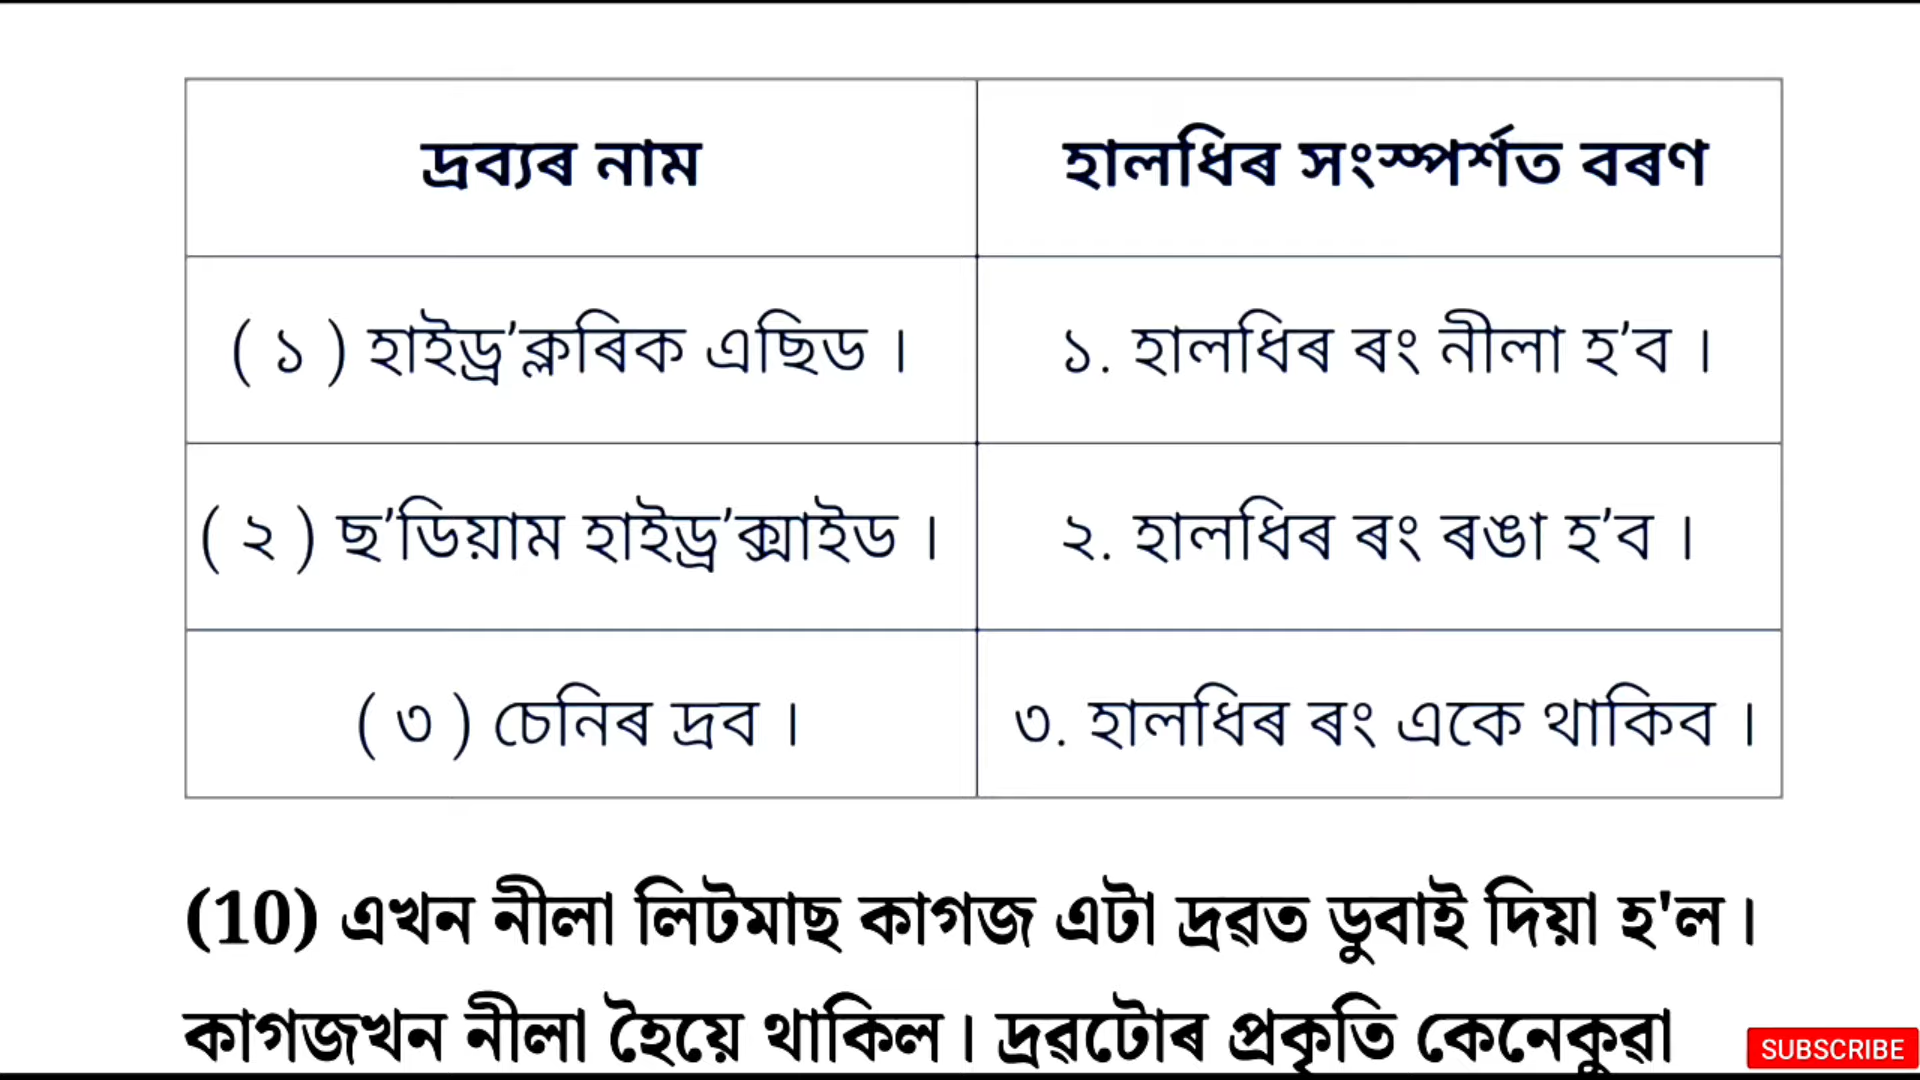 দ্ৰব্যৰ নাম
হালধিৰ সংস্পৰ্শত বৰণ
( ১ ) হাইড্ৰ’ক্লৰিক এছিড ।
১. হালধিৰ ৰং নীলা হ’ব ।
( ২ ) ছ’ডিয়াম হাইড্ৰ’ক্সাইড ।
২. হালধিৰ ৰং ৰঙা হ’ব ।
( ৩ ) চেনিৰ দ্ৰব ।
৩. হালধিৰ ৰং একে থাকিব ।
(10) এখন নীলা লিটমাছ কাগজ এটা দ্ৰৱত ডুবাই দিয়া হ'ল।
কাগজখন নীলা হৈয়ে থাকিল। দ্ৰৱটোৰ প্ৰকৃতি কেনেকুৱা
SUBSCRIBE